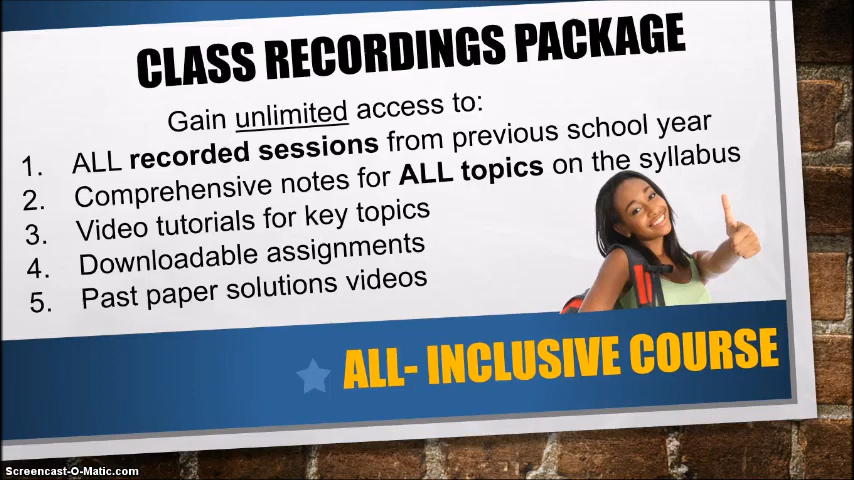 CLASS RECORDINGS PACKAGE
Gain unlimited access to:
1. ALL recorded sessions from previous school year
2. Comprehensive notes for ALL topics on the syllabus
3. Video tutorials for key topics
4. Downloadable assignments
5. Past paper solutions videos
ALL- INCLUSIVE COURSE
Screencast-O-Matic.com